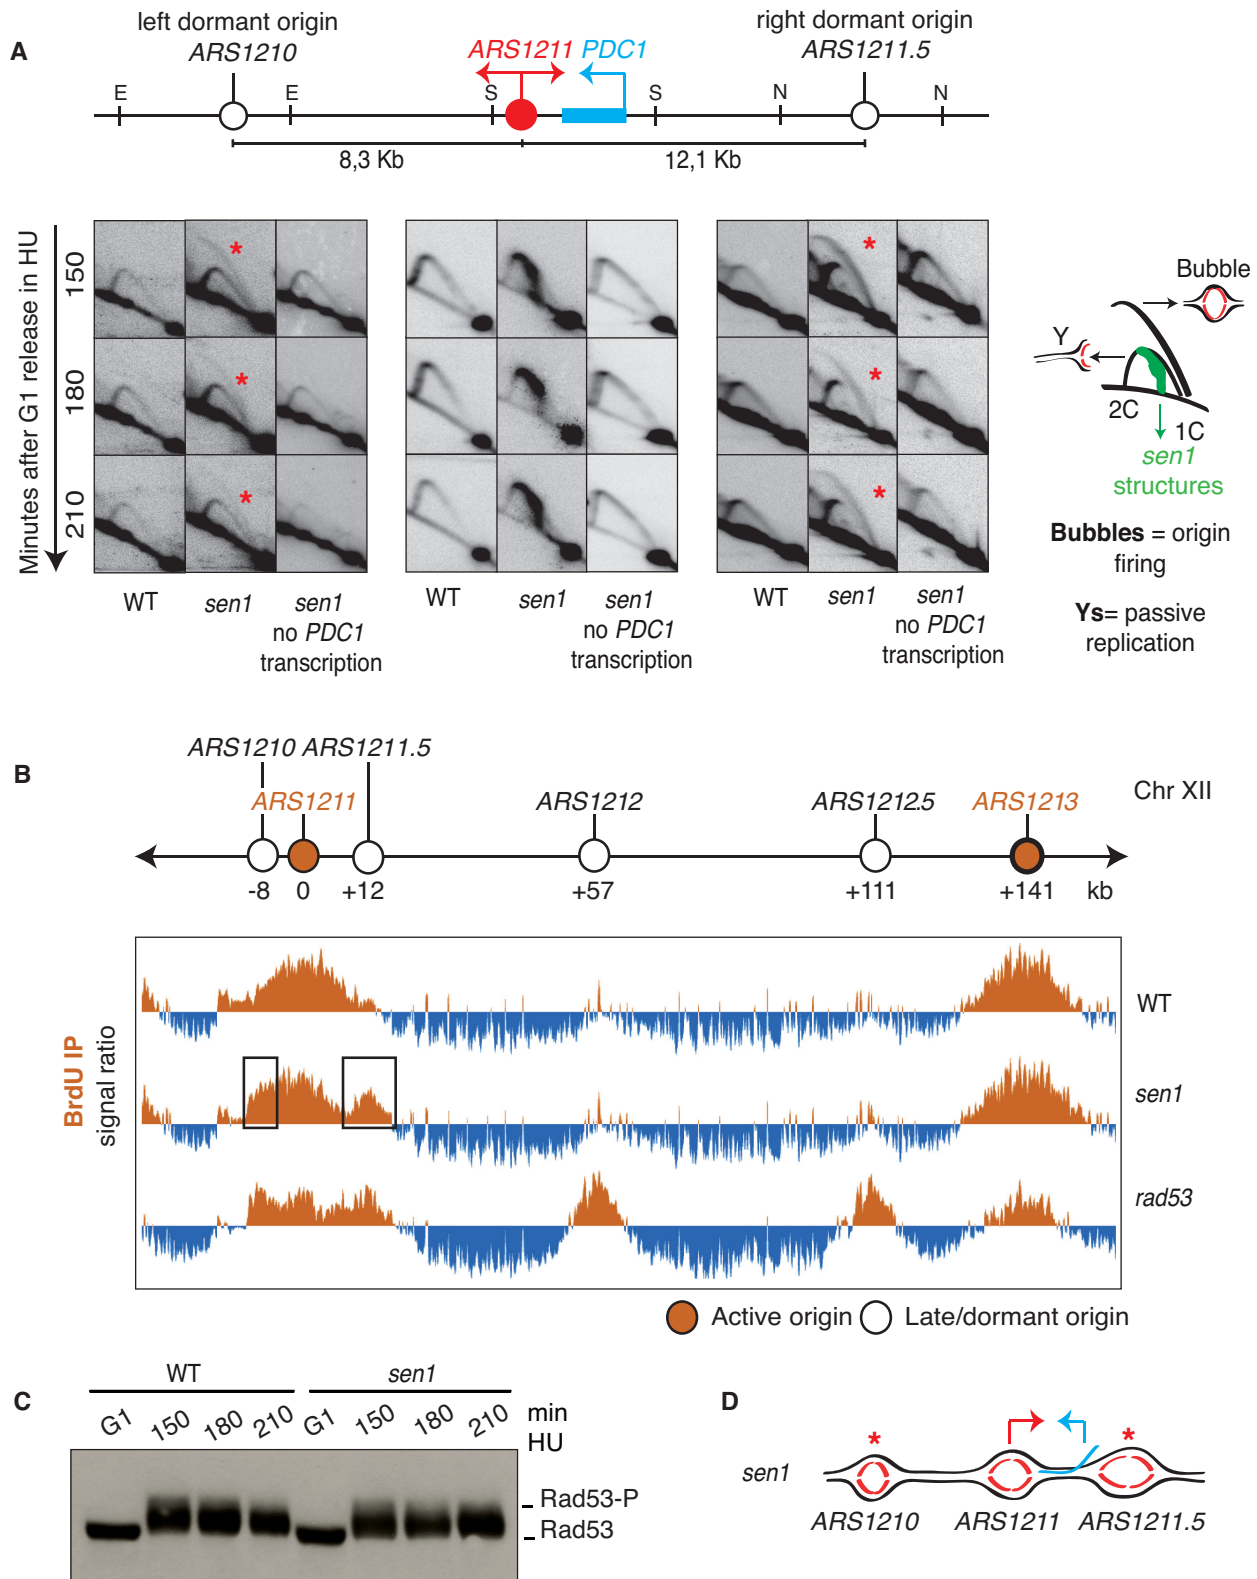 A
left dormant origin
ARS1210
ARS1211 PDC1
right dormant origin
ARS1211.5
E E S S N N
8,3 Kb 12,1 Kb
Minutes after G1 release in HU
150
180
210
* * * * * *
WT
sen1
sen1
no PDC1
transcription
WT
sen1
sen1
no PDC1
transcription
WT
sen1
sen1
no PDC1
transcription
Bubble
Y
2C
1C
sen1
structures
Bubbles = origin
firing
Ys= passive
replication
B
ARS1210 ARS1211.5
ARS1211 ARS1212 ARS1212.5 ARS1213 Chr XII
-8 0 +12 +57 +111 +141 kb
BrdU IP
signal ratio
WT
sen1
rad53
Active origin Late/dormant origin
C
WT sen1
G1 150 180 210 G1 150 180 210 min
HU
Rad53-P
Rad53
D
* *
sen1
ARS1210 ARS1211 ARS1211.5